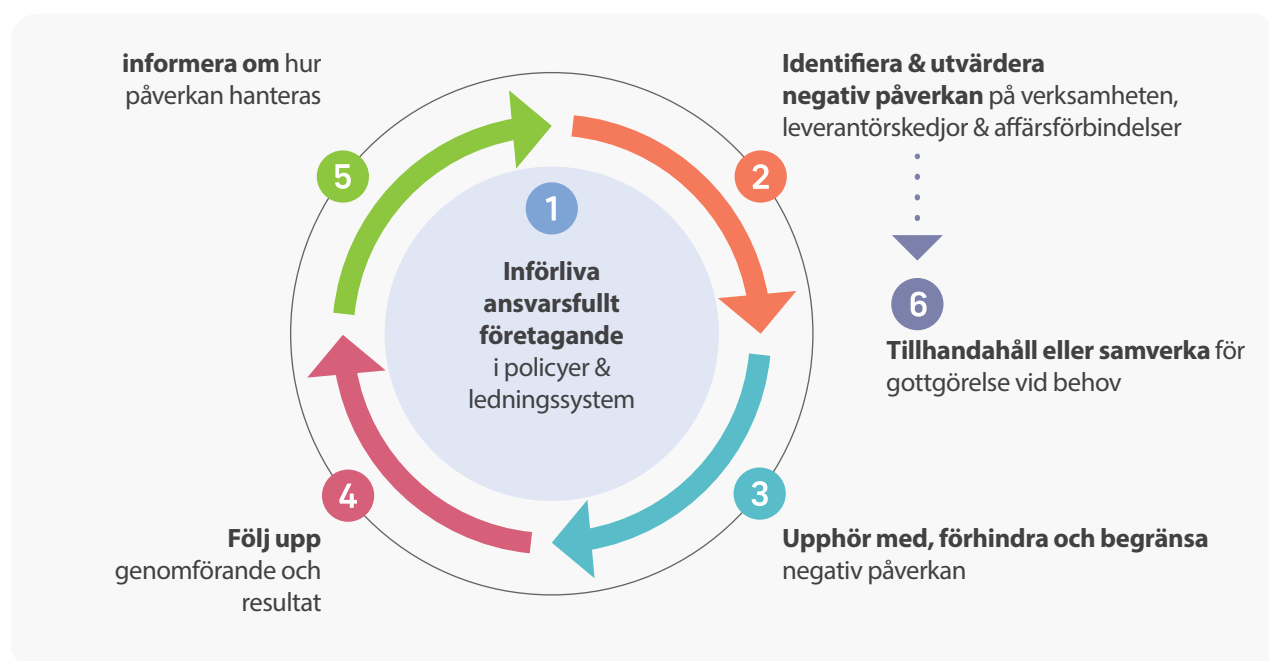 1
Införliva
ansvarsfullt
företagande
i policyer &
ledningssystem
2
Identifiera & utvärdera
negativ påverkan på verksamheten,
leverantörskedjor & affärsförbindelser
3
Upphör med, förhindra och begränsa
negativ påverkan
4
Följ upp
genomförande och
resultat
5
informera om hur
påverkan hanteras
6
Tillhandahåll eller samverka för
gottgörelse vid behov